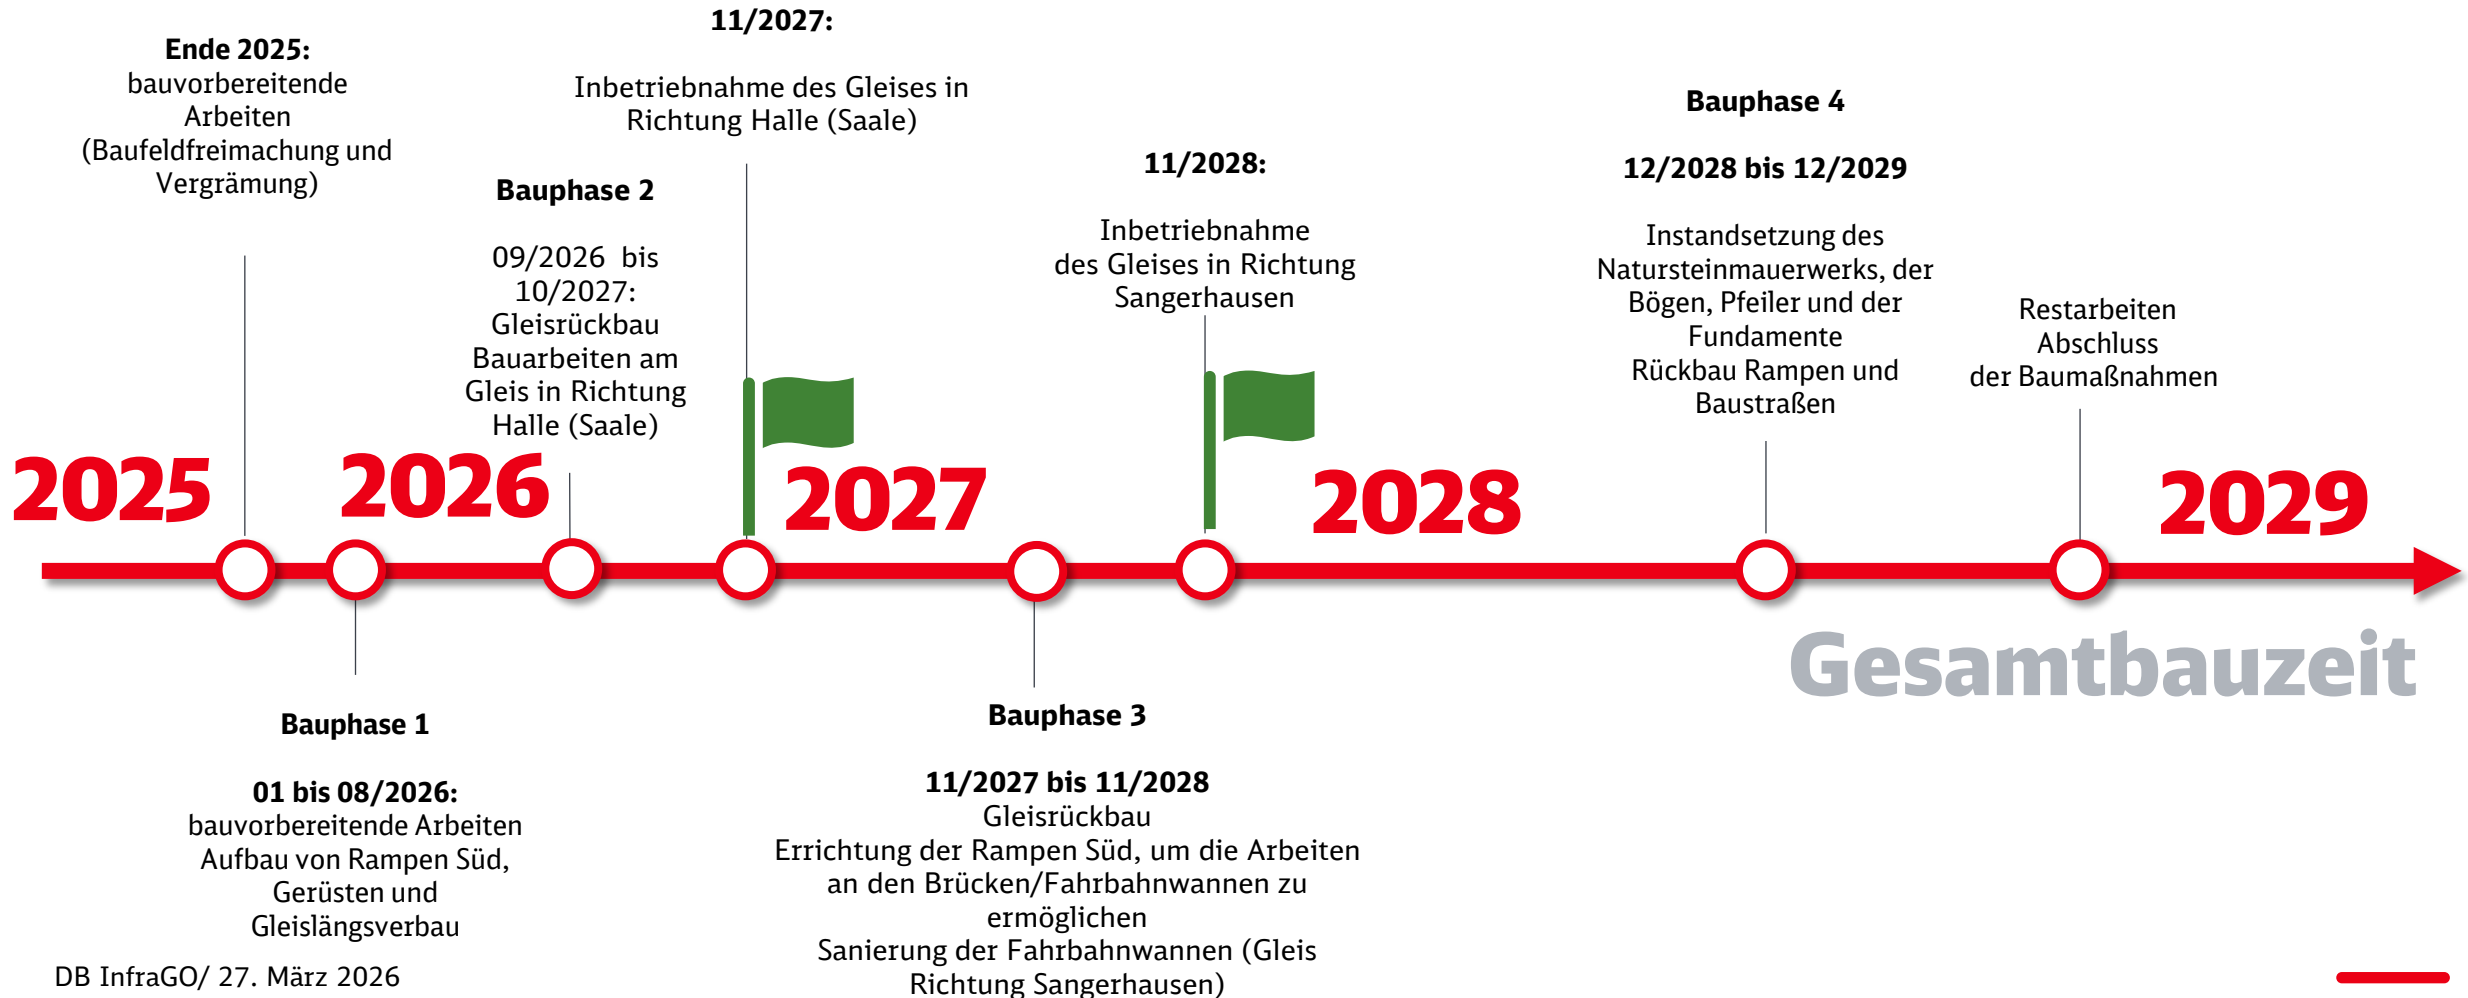 Ende 2025:
bauvorbereitende
Arbeiten
(Baufeldfreimachung und
Vergrämung)
11/2027:
Inbetriebnahme des Gleises in
Richtung Halle (Saale)
Bauphase 2
09/2026 bis
10/2027:
Gleisrückbau
Bauarbeiten am
Gleis in Richtung
Halle (Saale)
11/2028:
Inbetriebnahme
des Gleises in Richtung
Sangerhausen
Bauphase 4
12/2028 bis 12/2029
Instandsetzung des
Natursteinmauerwerks, der
Bögen, Pfeiler und der
Fundamente
Rückbau Rampen und
Baustraßen
Restarbeiten
Abschluss
der Baumaßnahmen
2025
2026
2027
2028
2029
Gesamtbauzeit
Bauphase 1
01 bis 08/2026:
bauvorbereitende Arbeiten
Aufbau von Rampen Süd,
Gerüsten und
Gleislängsverbau
Bauphase 3
11/2027 bis 11/2028
Gleisrückbau
Errichtung der Rampen Süd, um die Arbeiten
an den Brücken/Fahrbahnwannen zu
ermöglichen
Sanierung der Fahrbahnwannen (Gleis
Richtung Sangerhausen)
DB InfraGO/ 27. März 2026